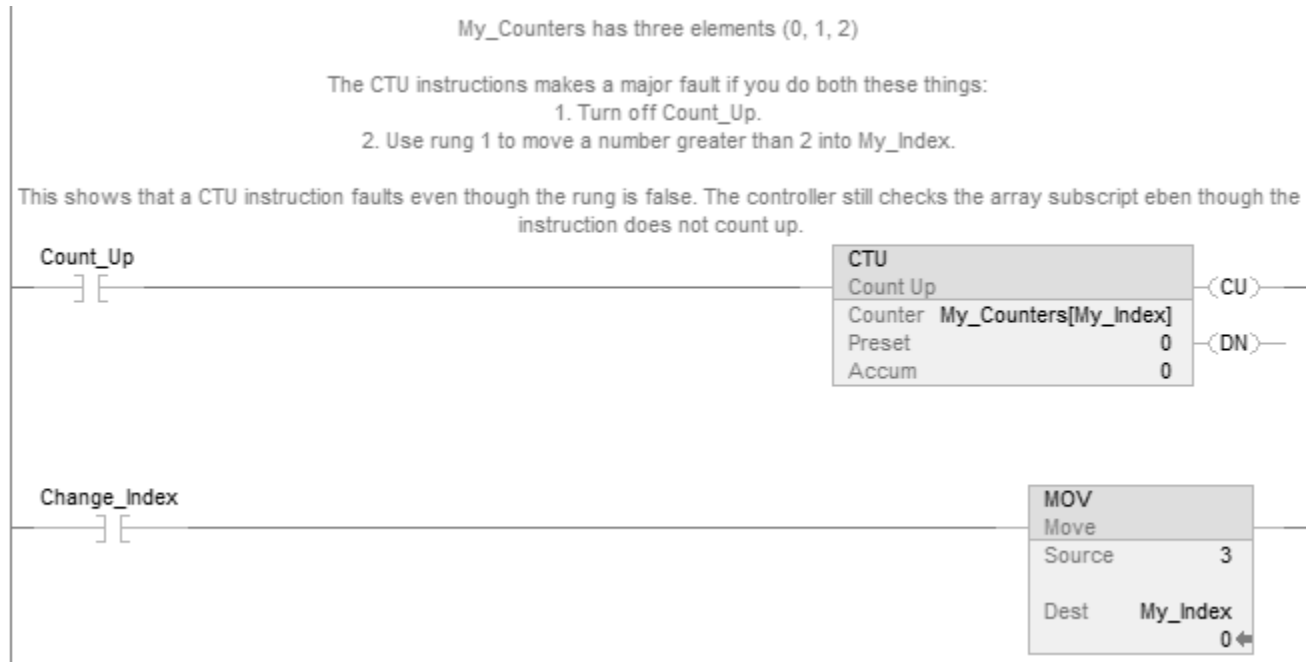 My_Counters has three elements (0, 1, 2)
The CTU instructions makes a major fault if you do both these things:
1. Turn off Count_Up.
2. Use rung 1 to move a number greater than 2 into My_Index.
This shows that a CTU instruction faults even though the rung is false. The controller still checks the array subscript eben though the
instruction does not count up.
Count_Up
CTU
Count Up
CU
Counter My_Counters[My_Index]
Preset 0
DN
Accum 0
Change_Index
MOV
Move
Source 3
Dest My_Index
0